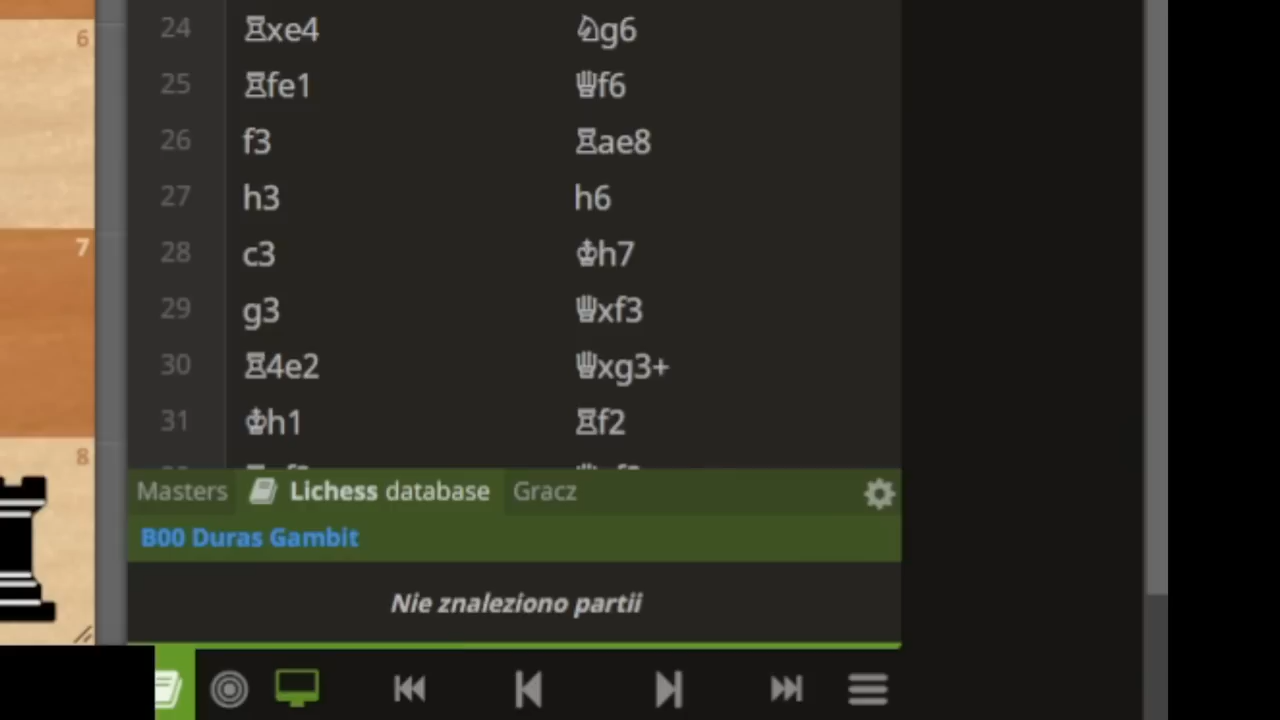 6
7
8
24 ♖xe4 ♘g6
25 ♖fe1 ♕f6
26 f3 ♖ae8
27 h3 h6
28 c3 ♔h7
29 g3 ♕xf3
30 ♖4e2 ♕xg3+
31 ♔h1 ♖f2
Masters Lichess database Gracz
B00 Duras Gambit
Nie znaleziono partii